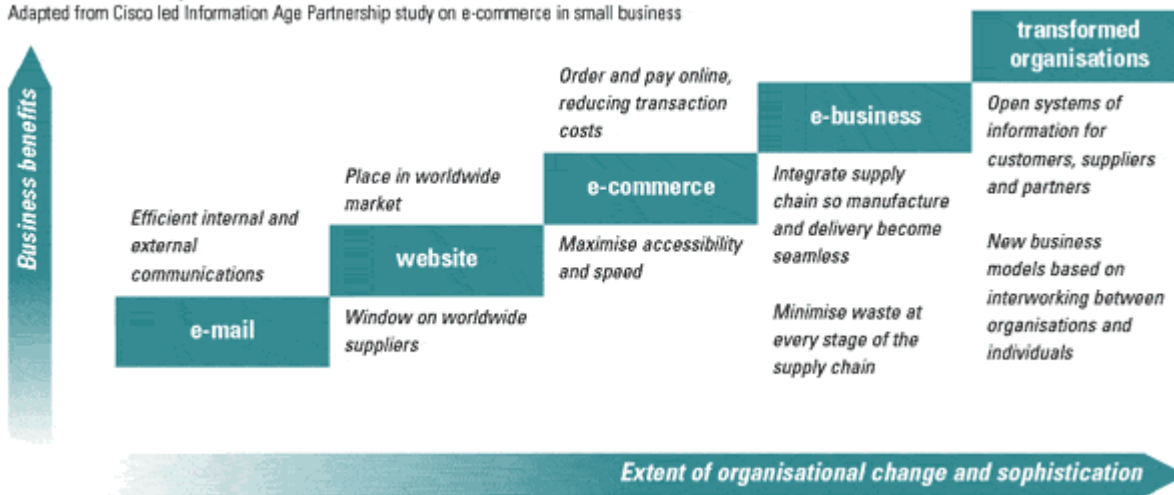 Adapted from Cisco led Information Age Partnership study on e-commerce in small business
Business benefits
e-mail
Efficient internal and
external
communications
website
Place in worldwide
market
Window on worldwide
suppliers
e-commerce
Order and pay online,
reducing transaction
costs
Maximise accessibility
and speed
e-business
Integrate supply
chain so manufacture
and delivery become
seamless
Minimise waste at
every stage of the
supply chain
transformed
organisations
Open systems of
information for
customers, suppliers
and partners
New business
models based on
interworking between
organisations and
individuals
Extent of organisational change and sophistication